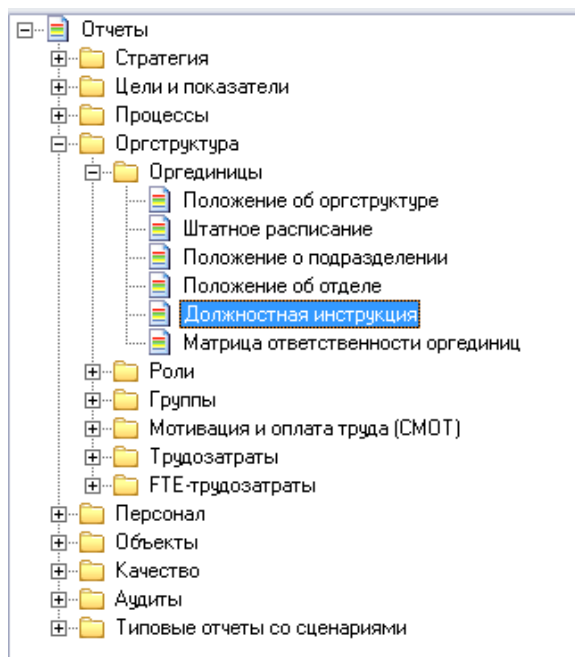 Отчеты
Стратегия
Цели и показатели
Процессы
Оргструктура
Оргединицы
Положение об оргструктуре
Штатное расписание
Положение о подразделении
Положение об отделе
Должностная инструкция
Матрица ответственности оргединиц
Роли
Группы
Мотивация и оплата труда (СМОТ)
Трудозатраты
FTE-трудозатраты
Персонал
Объекты
Качество
Аудиты
Типовые отчеты со сценариями